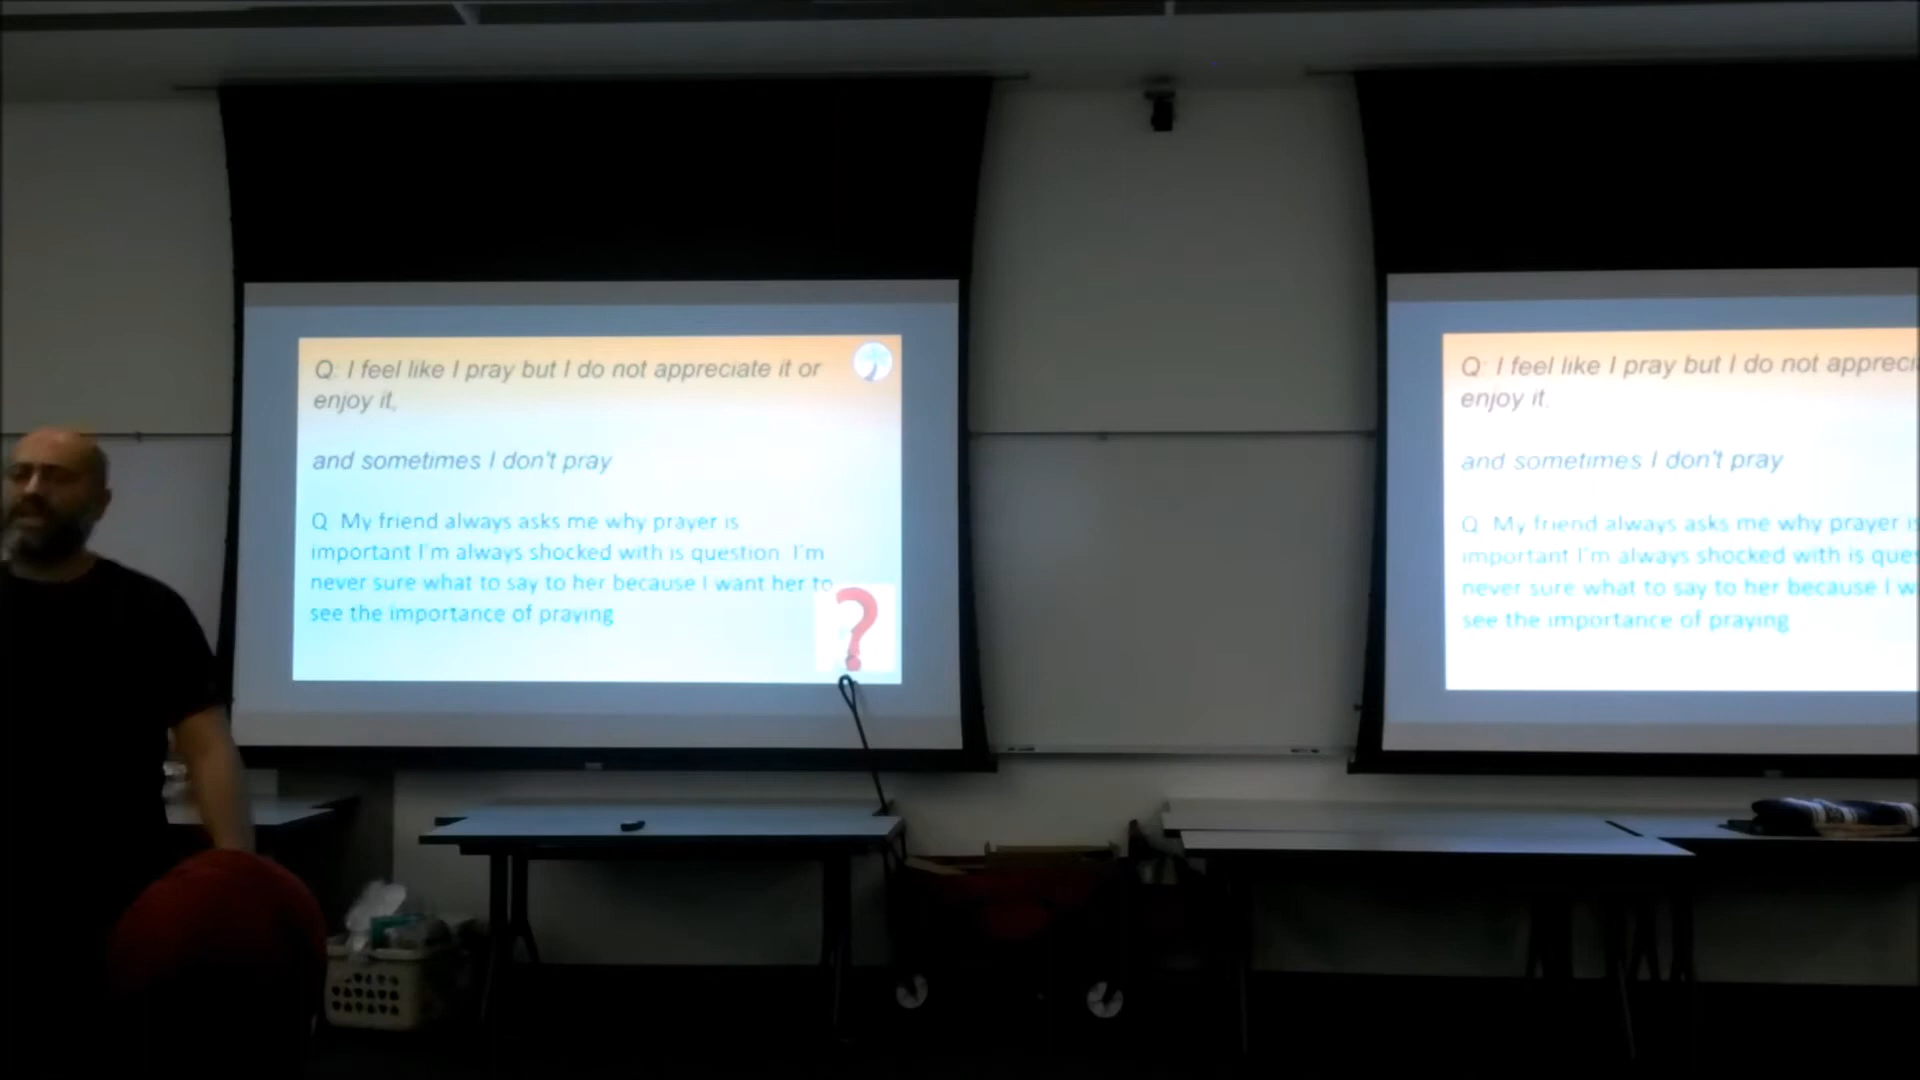 Q: I feel like I pray but I do not appreciate it or
enjoy it,
and sometimes I don't pray
Q My friend always asks me why prayer is
important I'm always shocked with is question I'm
never sure what to say to her because I want her to
see the importance of praying
?
Q: I feel like I pray but I do not appreci
enjoy it.
and sometimes I don't pray
Q My friend always asks me why prayer is
important I'm always shocked with is ques
never sure what to say to her because I w
see the importance of praying